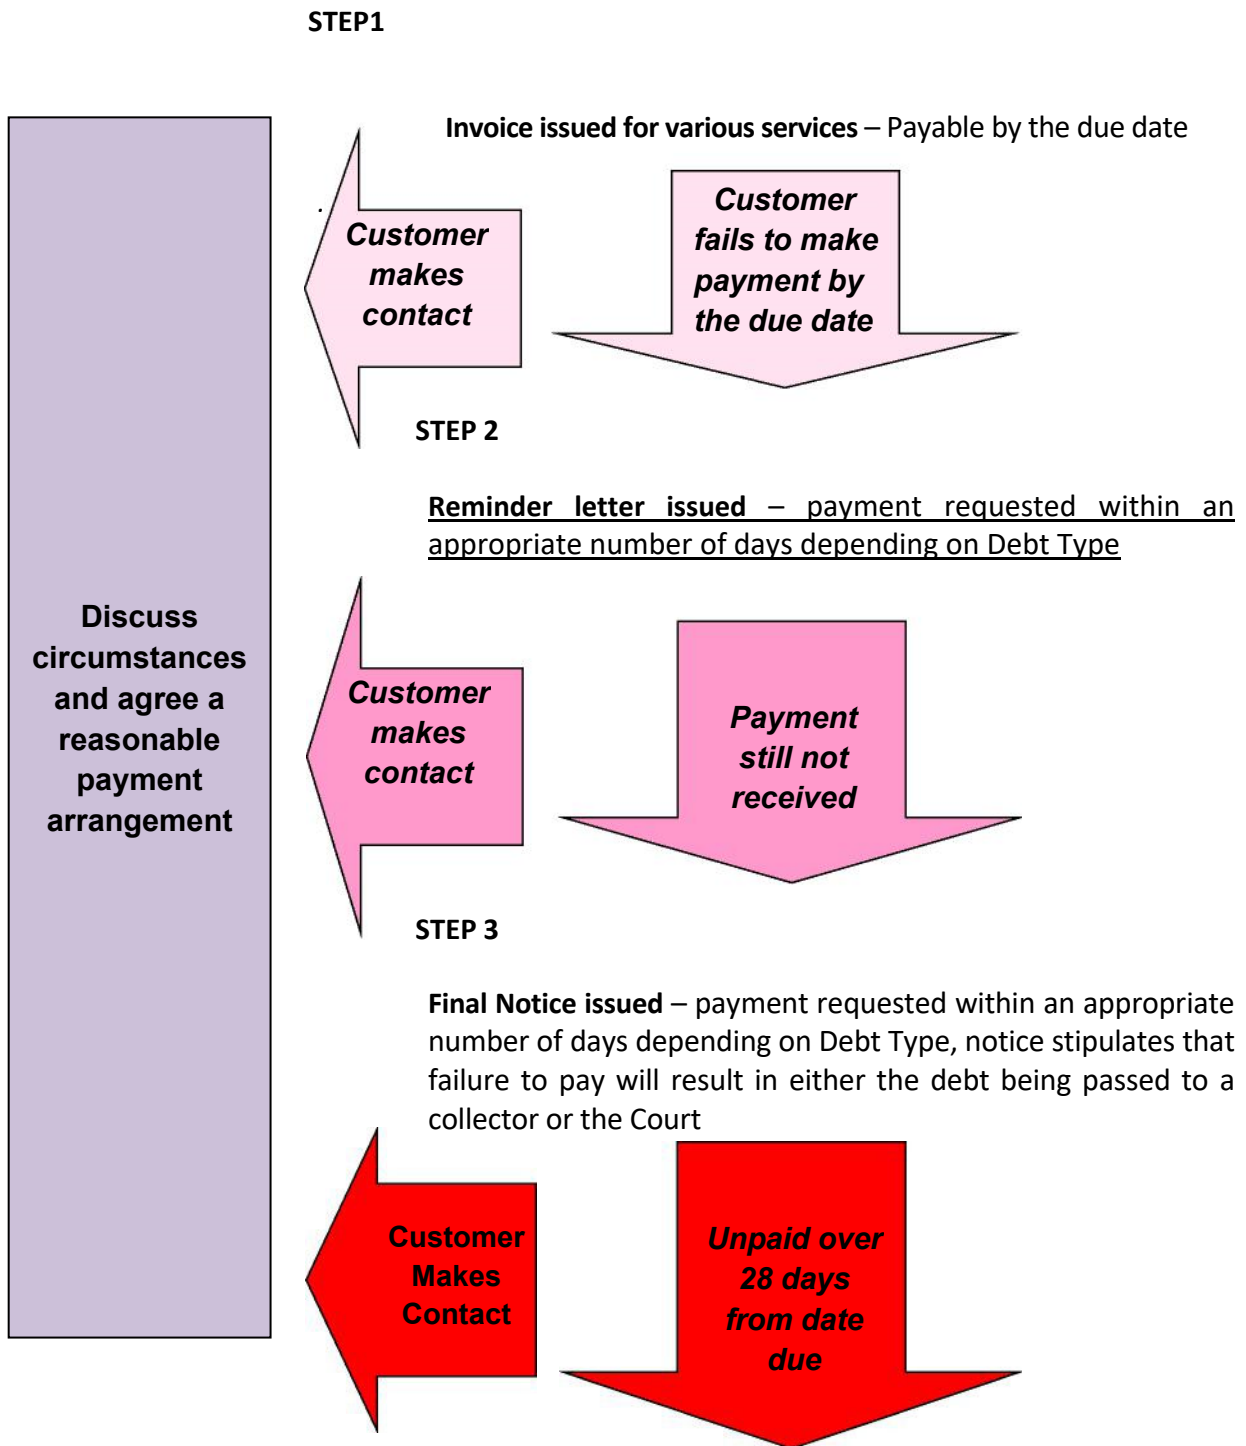 STEP1
Invoice issued for various services – Payable by the due date
.
Customer
makes
contact
Customer
fails to make
payment by
the due date
STEP 2
Reminder letter issued – payment requested within an
appropriate number of days depending on Debt Type
Discuss
circumstances
and agree a
reasonable
payment
arrangement
Customer
makes
contact
Payment
still not
received
STEP 3
Final Notice issued – payment requested within an appropriate
number of days depending on Debt Type, notice stipulates that
failure to pay will result in either the debt being passed to a
collector or the Court
Customer
Makes
Contact
Unpaid over
28 days
from date
due